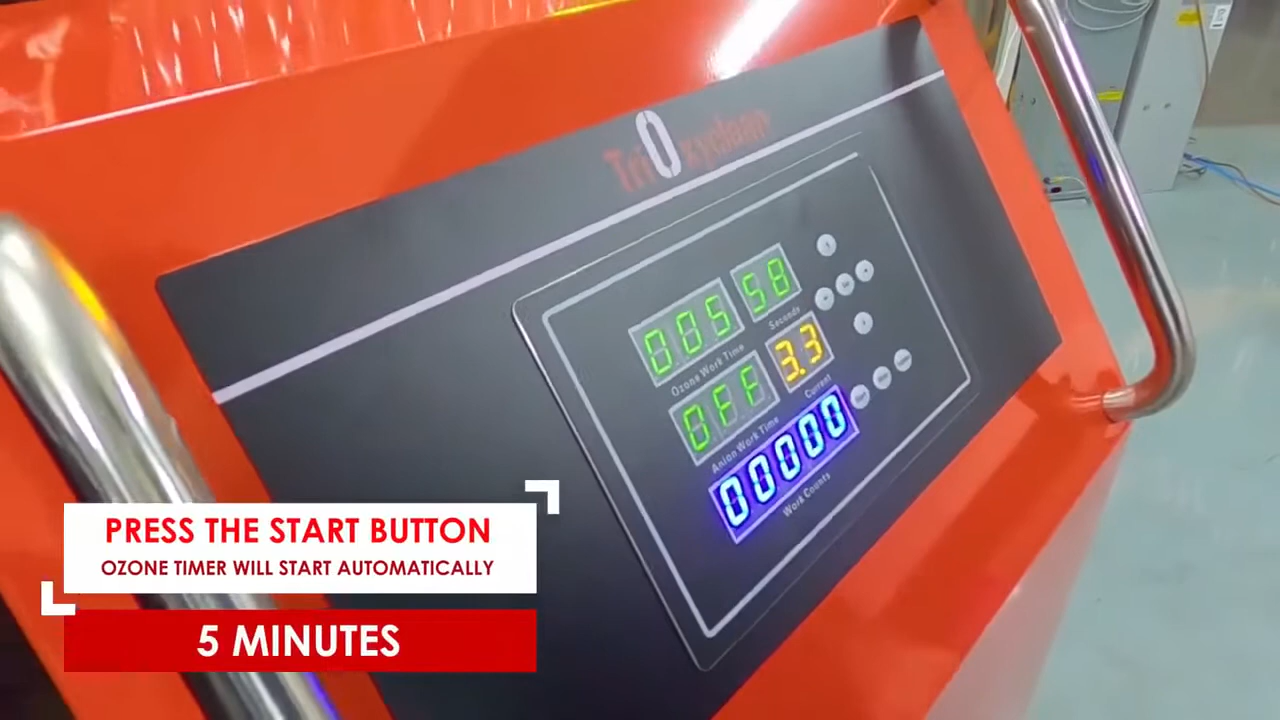 TriOxyclean
005 58
Ozone Work Time Seconds
OFF 3.3
Anion Work Time Current
00000
Work Counts
PRESS THE START BUTTON
OZONE TIMER WILL START AUTOMATICALLY
5 MINUTES